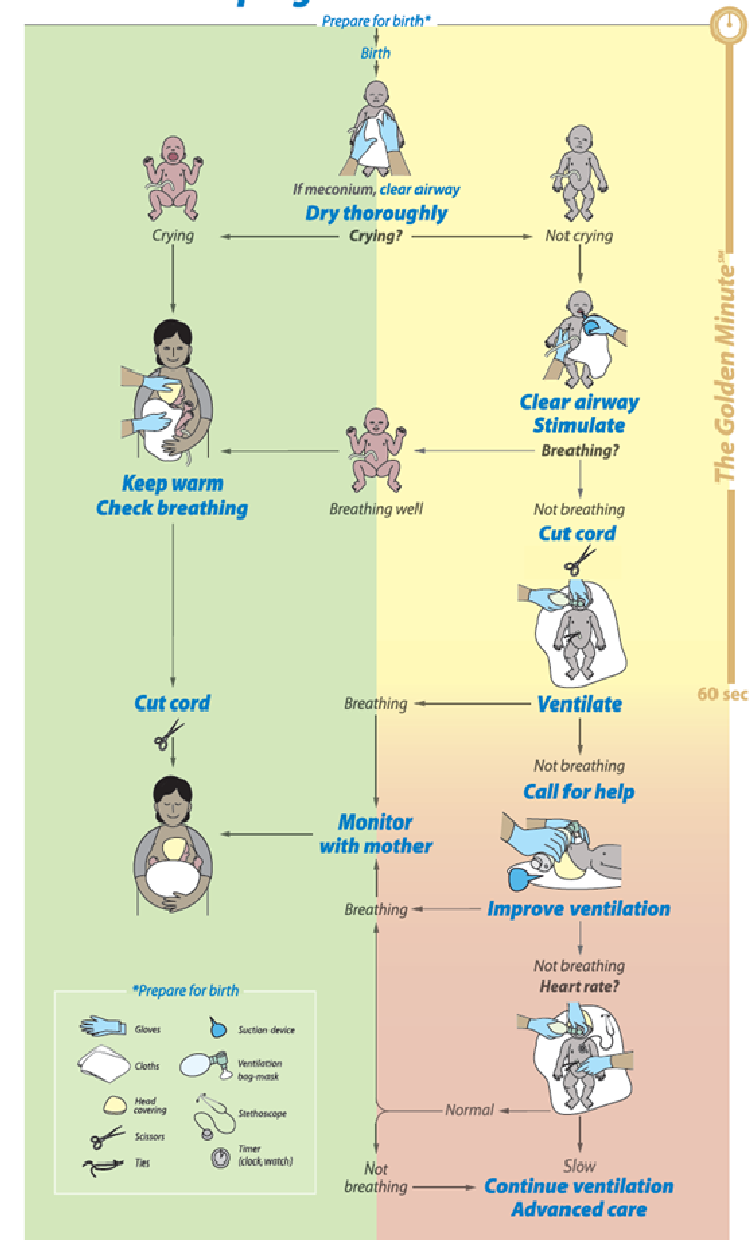 Prepare for birth*
Birth
If meconium, clear airway
Dry thoroughly
Crying
Crying?
Not crying
The Golden Minute℠
Clear airway
Stimulate
Breathing?
Keep warm
Check breathing
Breathing well
Not breathing
Cut cord
60 sec
Cut cord
Breathing
Ventilate
Not breathing
Call for help
Monitor
with mother
Breathing
Improve ventilation
Not breathing
Heart rate?
*Prepare for birth
Gloves
Suction device
Cloths
Ventilation
bag-mask
Head
covering
Stethoscope
Scissors
Ties
Timer
(clock, watch)
Normal
Not
breathing
Slow
Continue ventilation
Advanced care